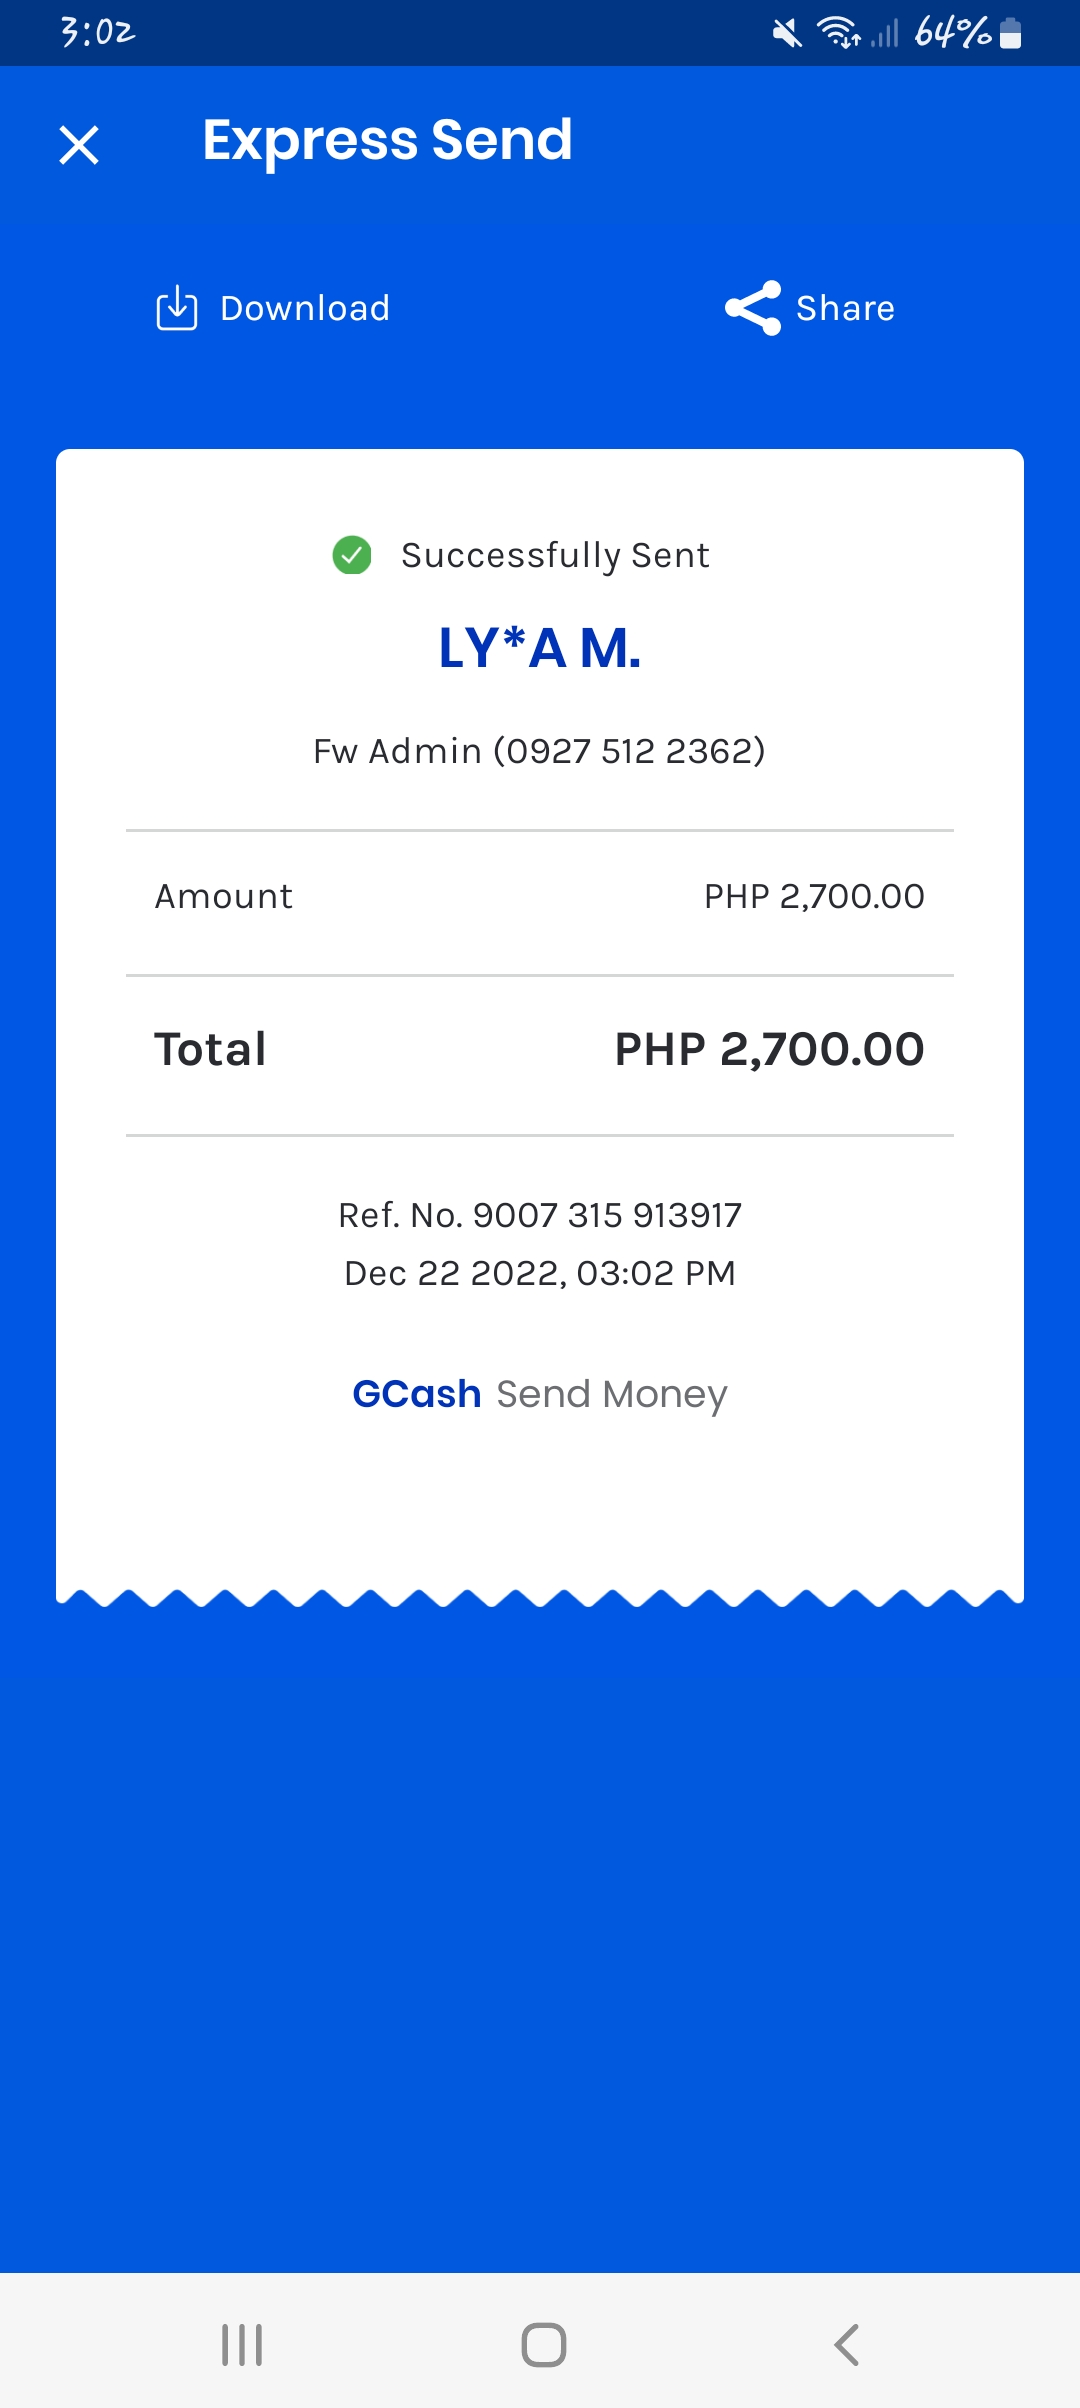 3:02 64%
Express Send
Download Share
Successfully Sent
LY*A M.
Fw Admin (0927 512 2362)
Amount PHP 2,700.00
Total PHP 2,700.00
Ref. No. 9007 315 913917
Dec 22 2022, 03:02 PM
GCash Send Money